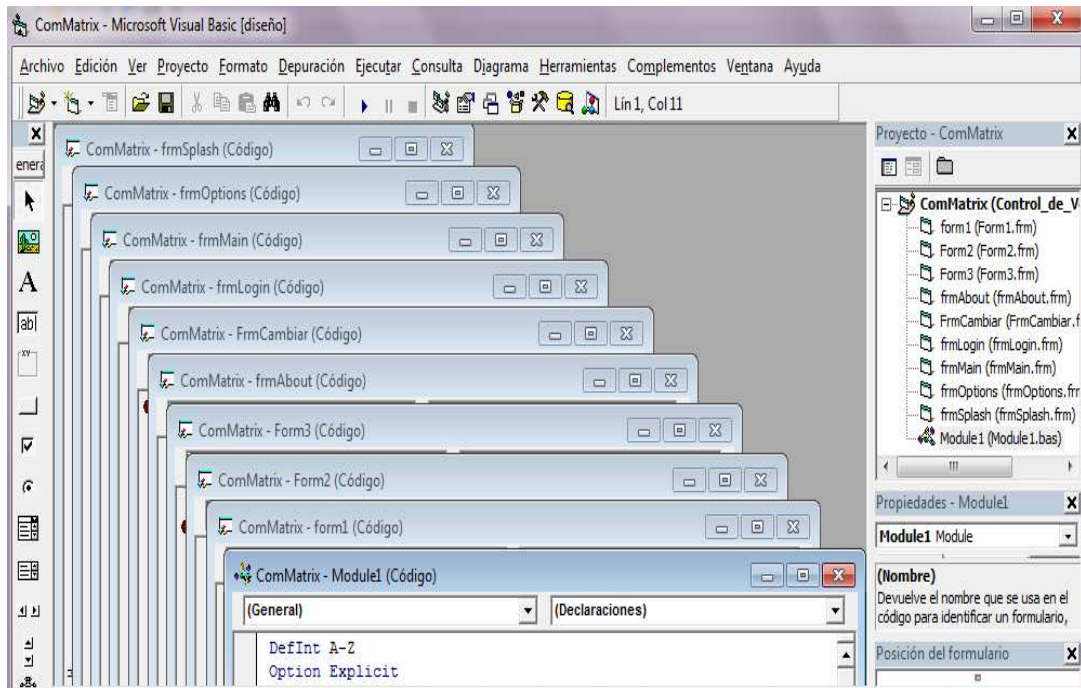 ComMatrix - Microsoft Visual Basic [diseño]
Archivo Edición Ver Proyecto Formato Depuración Ejecutar Consulta Diagrama Herramientas Complementos Ventana Ayuda
Lín 1, Col 11
ComMatrix - frmSplash (Código)
ComMatrix - frmOptions (Código)
ComMatrix - frmMain (Código)
ComMatrix - frmLogin (Código)
ComMatrix - FrmCambiar (Código)
ComMatrix - frmAbout (Código)
ComMatrix - Form3 (Código)
ComMatrix - Form2 (Código)
ComMatrix - form1 (Código)
ComMatrix - Module1 (Código)
(General) (Declaraciones)
DefInt A-Z
Option Explicit
enera
A
ab
xy
Proyecto - ComMatrix
ComMatrix (Control_de_V
form1 (Form1.frm)
Form2 (Form2.frm)
Form3 (Form3.frm)
frmAbout (frmAbout.frm)
FrmCambiar (FrmCambiar.f
frmLogin (frmLogin.frm)
frmMain (frmMain.frm)
frmOptions (frmOptions.frr
frmSplash (frmSplash.frm)
Module1 (Module1.bas)
Propiedades - Module1
Module1 Module
(Nombre)
Devuelve el nombre que se usa en el
código para identificar un formulario,
Posición del formulario